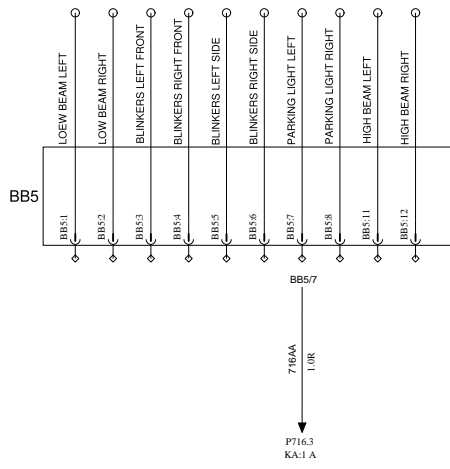 LOEW BEAM LEFT
LOW BEAM RIGHT
BLINKERS LEFT FRONT
BLINKERS RIGHT FRONT
BLINKERS LEFT SIDE
BLINKERS RIGHT SIDE
PARKING LIGHT LEFT
PARKING LIGHT RIGHT
HIGH BEAM LEFT
HIGH BEAM RIGHT
BB5
BB5:1
BB5:2
BB5:3
BB5:4
BB5:5
BB5:6
BB5:7
BB5:8
BB5:11
BB5:12
BB5/7
716AA
1.0R
P716.3
KA:1 A